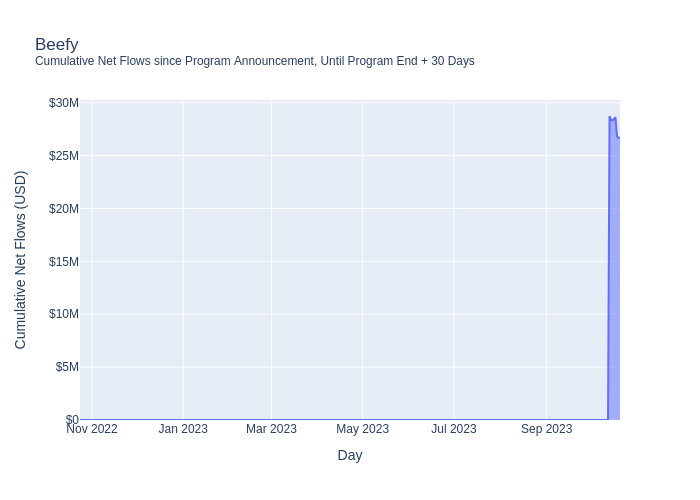 Beefy
Cumulative Net Flows since Program Announcement, Until Program End + 30 Days
$30M
$25M
$20M
$15M
$10M
$5M
$0
Cumulative Net Flows (USD)
Nov 2022
Jan 2023
Mar 2023
May 2023
Jul 2023
Sep 2023
Day